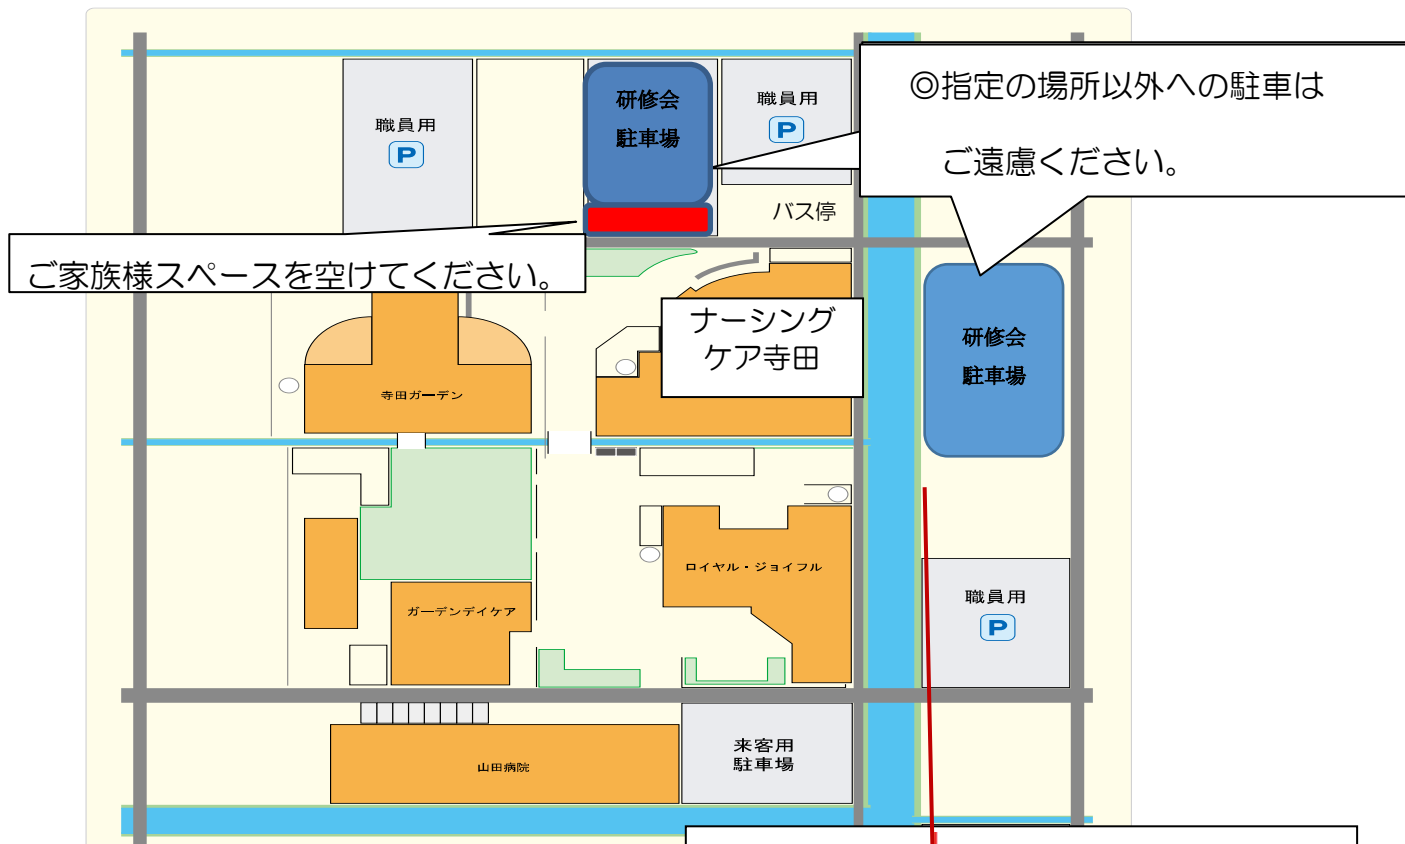 ◎指定の場所以外への駐車は
ご遠慮ください。
研修会
駐車場
職員用
P
職員用
P
バス停
ご家族様スペースを空けてください。
ナーシング
ケア寺田
研修会
駐車場
寺田ガーデン
ロイヤル・ジョイフル
ガーデンデイケア
職員用
P
来客用
駐車場
山田病院